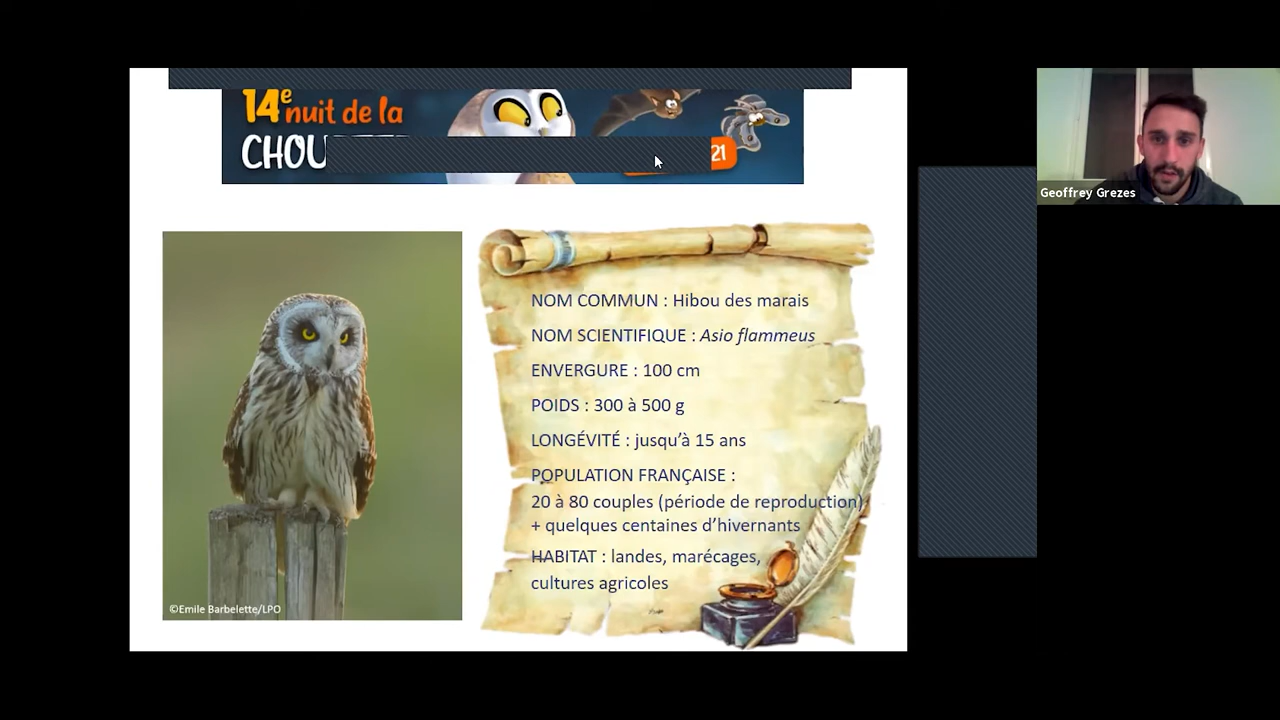 14e nuit de la
CHOU
21
Geoffrey Grezes
NOM COMMUN : Hibou des marais
NOM SCIENTIFIQUE : Asio flammeus
ENVERGURE : 100 cm
POIDS : 300 à 500 g
LONGÉVITÉ : jusqu'à 15 ans
POPULATION FRANÇAISE :
20 à 80 couples (période de reproduction)
+ quelques centaines d'hivernants
HABITAT : landes, marécages,
cultures agricoles
©Emile Barbelette/LPO